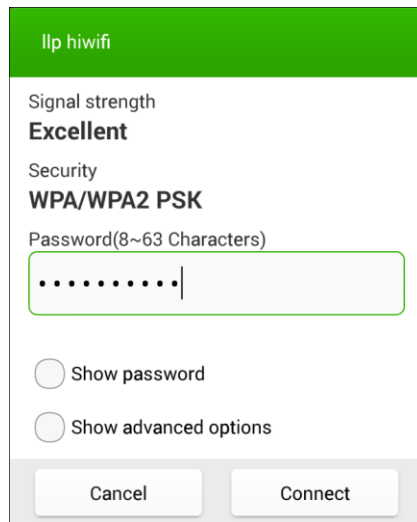 llp hiwifi
Signal strength
Excellent
Security
WPA/WPA2 PSK
Password(8~63 Characters)
••••••••••
Show password
Show advanced options
Cancel
Connect